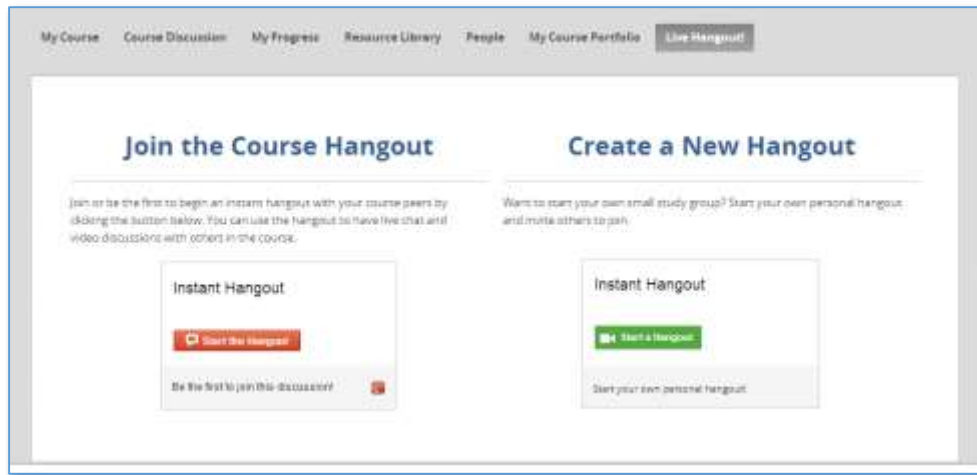 My Course Course Discussion My Progress Resource Library People My Course Portfolio Live Hangout!
Join the Course Hangout
Join or be the first to begin an instant hangout with your course peers by
clicking the button below. You can use the hangout to have live chat and
video discussions with others in the course.
Instant Hangout
Start the Hangout
Be the first to join this discussion!
Create a New Hangout
Want to start your own small study group? Start your own personal hangout
and invite others to join.
Instant Hangout
Start a Hangout
Start your own personal hangout!